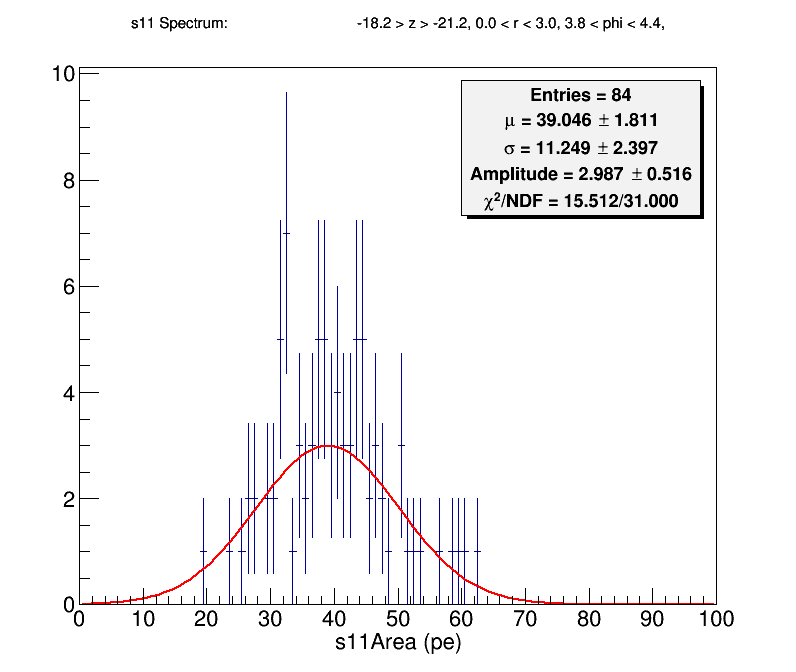 s11 Spectrum: -18.2 > z > -21.2, 0.0 < r < 3.0, 3.8 < phi < 4.4,
Entries = 84
μ = 39.046 ± 1.811
σ = 11.249 ± 2.397
Amplitude = 2.987 ± 0.516
χ²/NDF = 15.512/31.000
10
8
6
4
2
0
0 10 20 30 40 50 60 70 80 90 100
s11Area (pe)